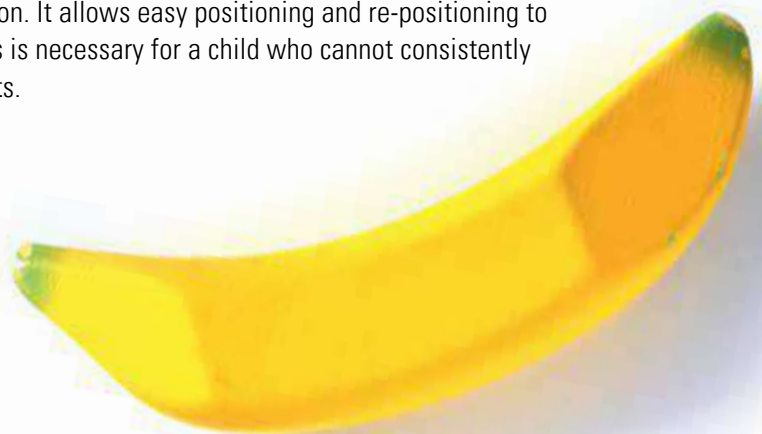 on. It allows easy positioning and re-positioning to
s is necessary for a child who cannot consistently
ts.